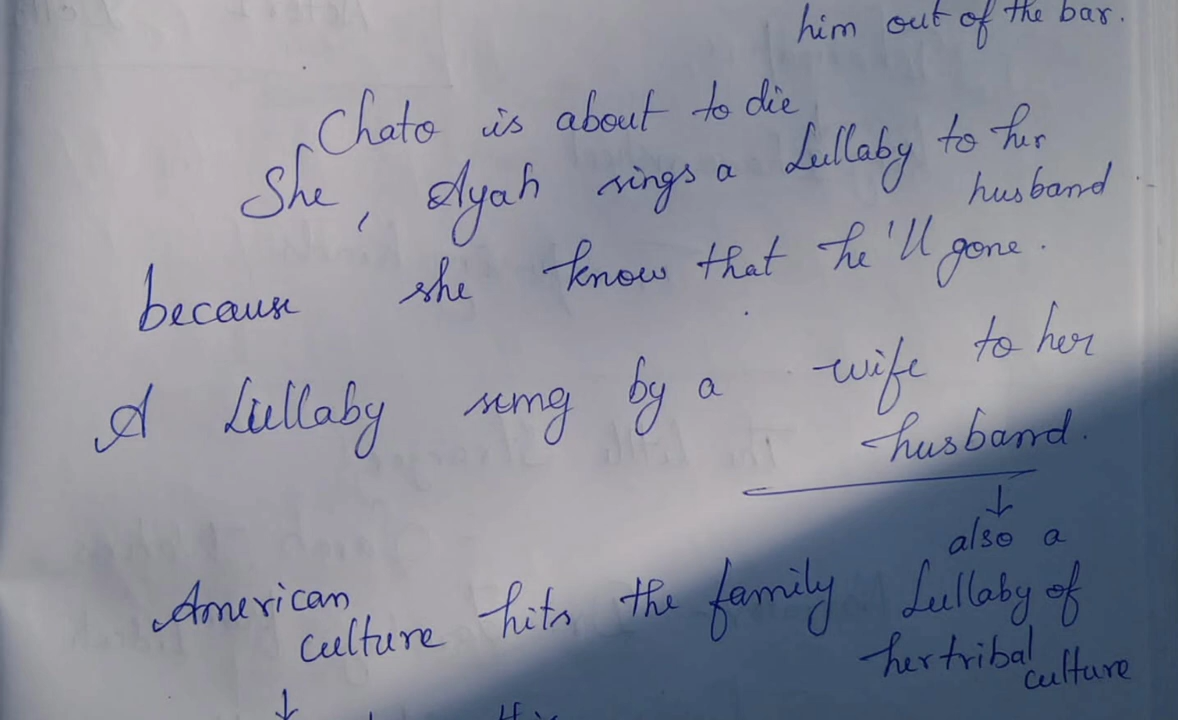 him out of the bar.
Chato is about to die
She, Ayah sings a Lullaby to her
husband
because she know that he'll gone.
A Lullaby sung by a wife to her
husband.
↓
also a
American
culture hits the family Lullaby of
her tribal culture
↓